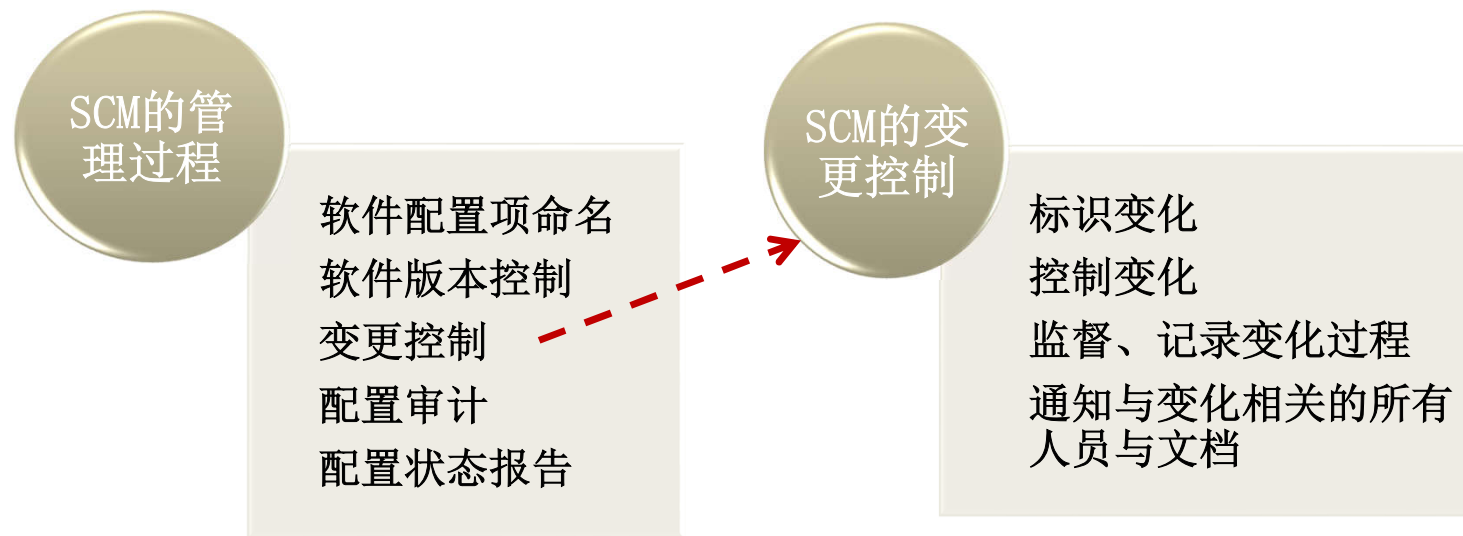 SCM的管
理过程
软件配置项命名
软件版本控制
变更控制
配置审计
配置状态报告
SCM的变
更控制
标识变化
控制变化
监督、记录变化过程
通知与变化相关的所有
人员与文档